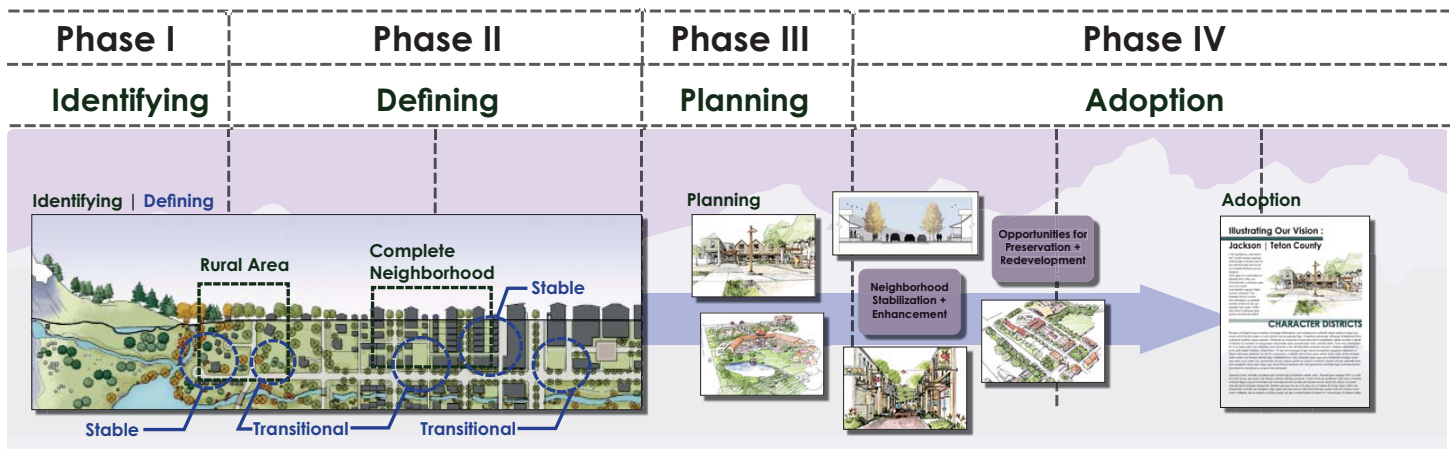 Phase I
Phase II
Phase III
Phase IV
Identifying
Defining
Planning
Adoption
Identifying | Defining
Rural Area
Complete
Neighborhood
Stable
Stable
Transitional
Transitional
Planning
Neighborhood
Stabilization +
Enhancement
Opportunities for
Preservation +
Redevelopment
Adoption
Illustrating Our Vision :
Jackson | Teton County
CHARACTER DISTRICTS